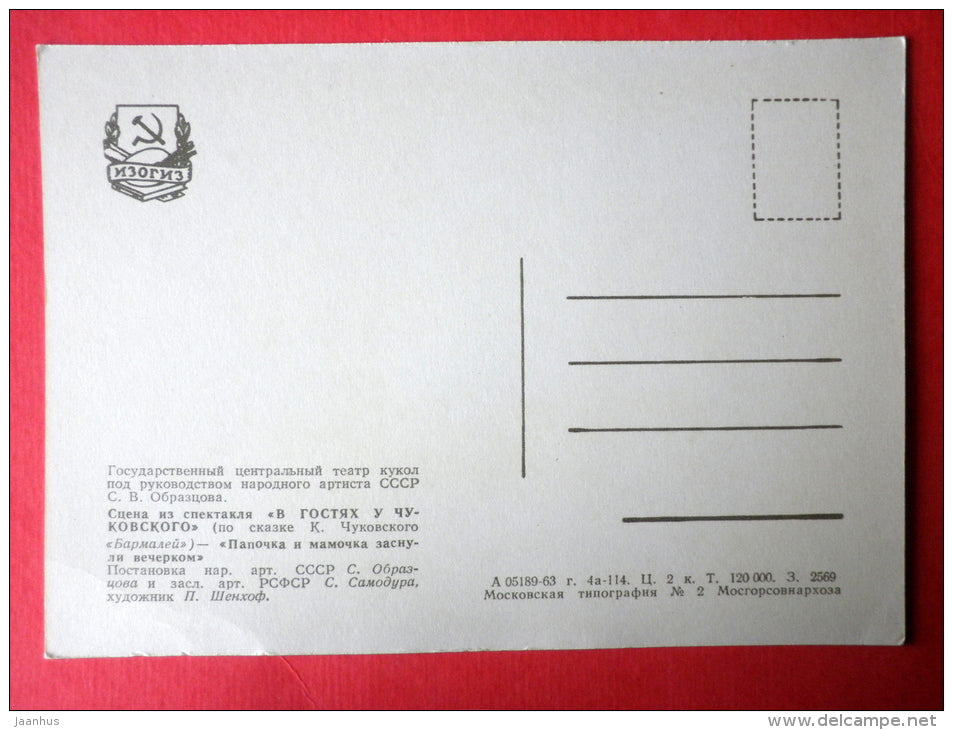 ИЗОГИЗ
Государственный центральный театр кукол
под руководством народного артиста СССР
С. В. Образцова.
Сцена из спектакля «В ГОСТЯХ У ЧУ-
КОВСКОГО» (по сказке К. Чуковского
«Бармалей») — «Папочка и мамочка засну-
ли вечерком»
Постановка нар. арт. СССР С. Образ-
цова и засл. арт. РСФСР С. Самодура,
художник П. Шенхоф.
А 05189-63 г. 4а-114. Ц. 2 к. Т. 120 000. З. 2569
Московская типография № 2 Мосгорсовнархоза
Jaanhus
www.delcampe.net